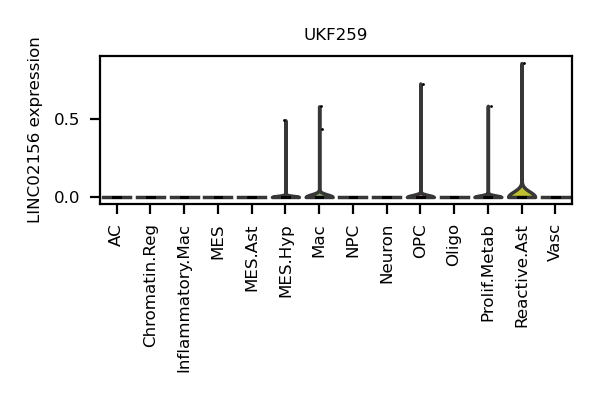 UKF259
LINC02156 expression
0.5
0.0
AC
Chromatin.Reg
Inflammatory.Mac
MES
MES.Ast
MES.Hyp
Mac
NPC
Neuron
OPC
Oligo
Prolif.Metab
Reactive.Ast
Vasc